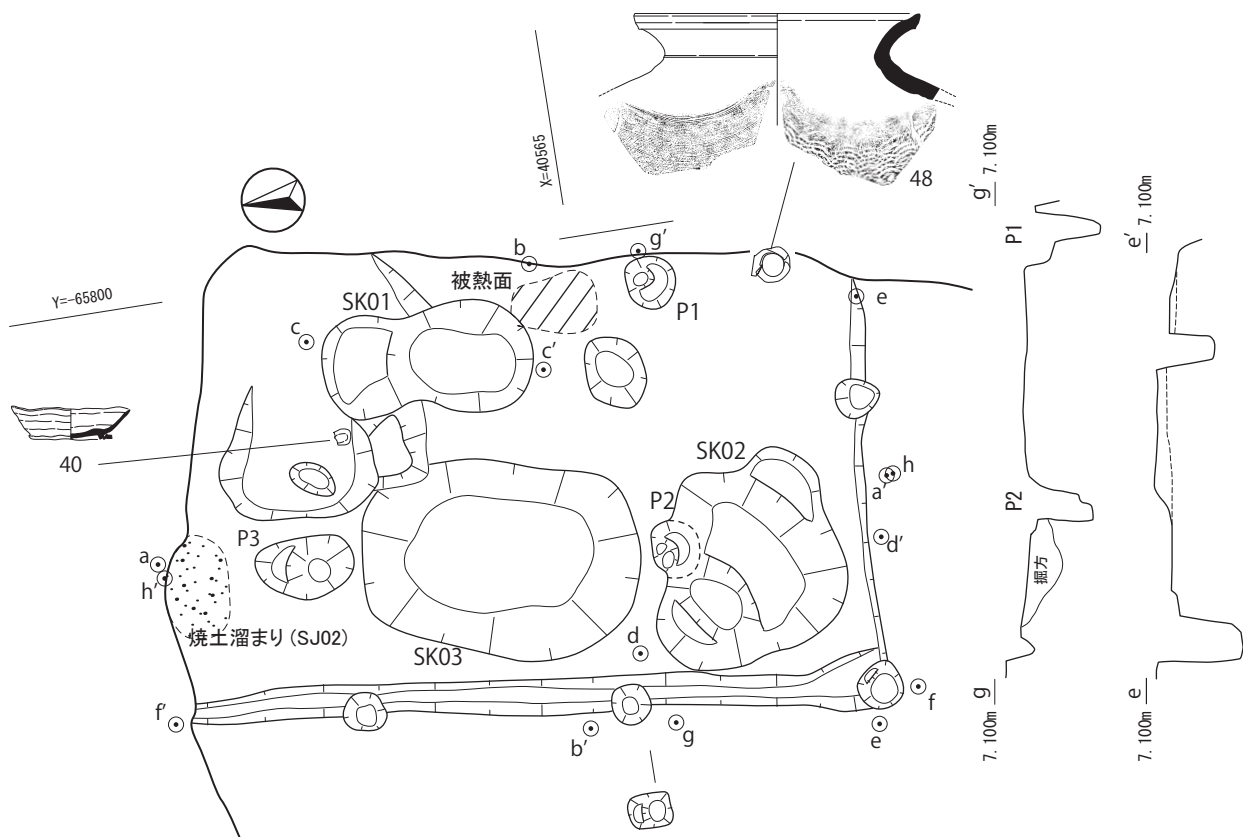 X=40565
48
g' 7.100m
e' 7.100m
P1
b
g'
被熱面
Y=-65800
SK01
P1
e
c
c'
40
SK02
h
a'
P2
P2
d'
P3
a
h'
掘方
焼土溜まり(SJ02)
SK03
d
f
f'
b'
g
e
g 7.100m
e 7.100m